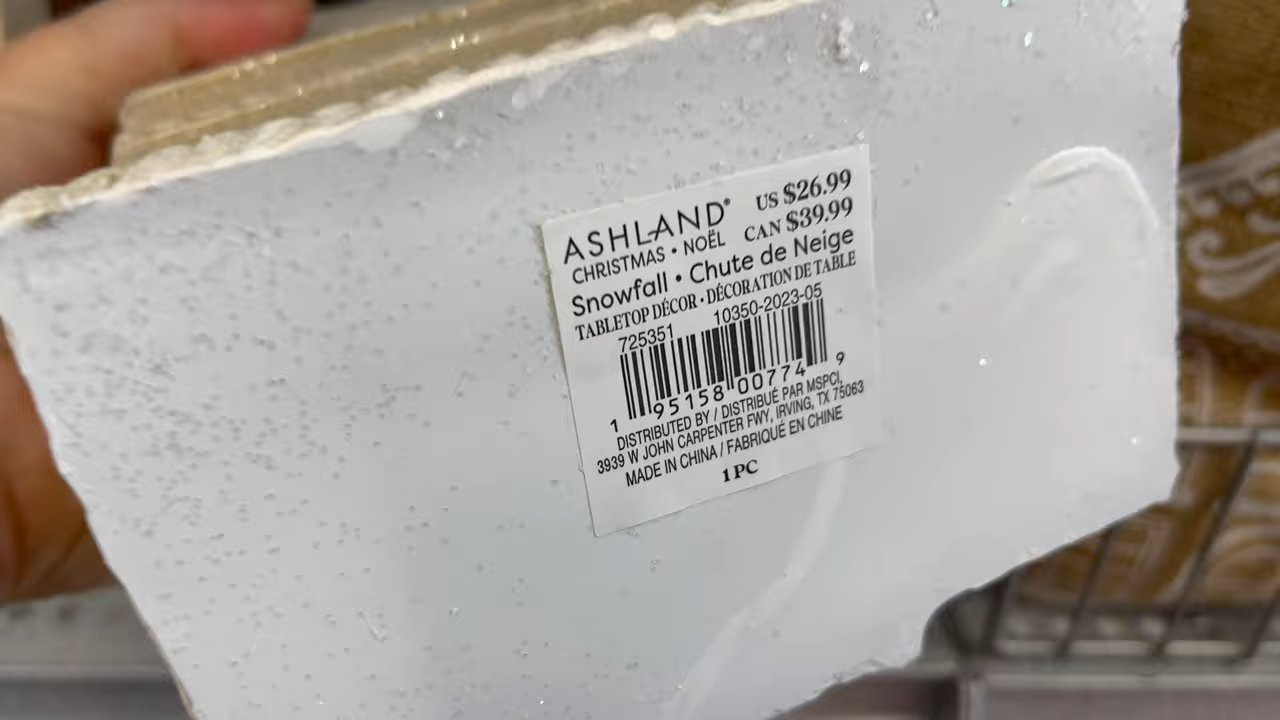 ASHLAND® US $26.99
CHRISTMAS • NOËL CAN $39.99
Snowfall • Chute de Neige
TABLETOP DÉCOR • DÉCORATION DE TABLE
725351 10350-2023-05
1 95158 00774 9
DISTRIBUTED BY / DISTRIBUÉ PAR MSPCI,
3939 W JOHN CARPENTER FWY, IRVING, TX 75063
MADE IN CHINA / FABRIQUÉ EN CHINE
1 PC